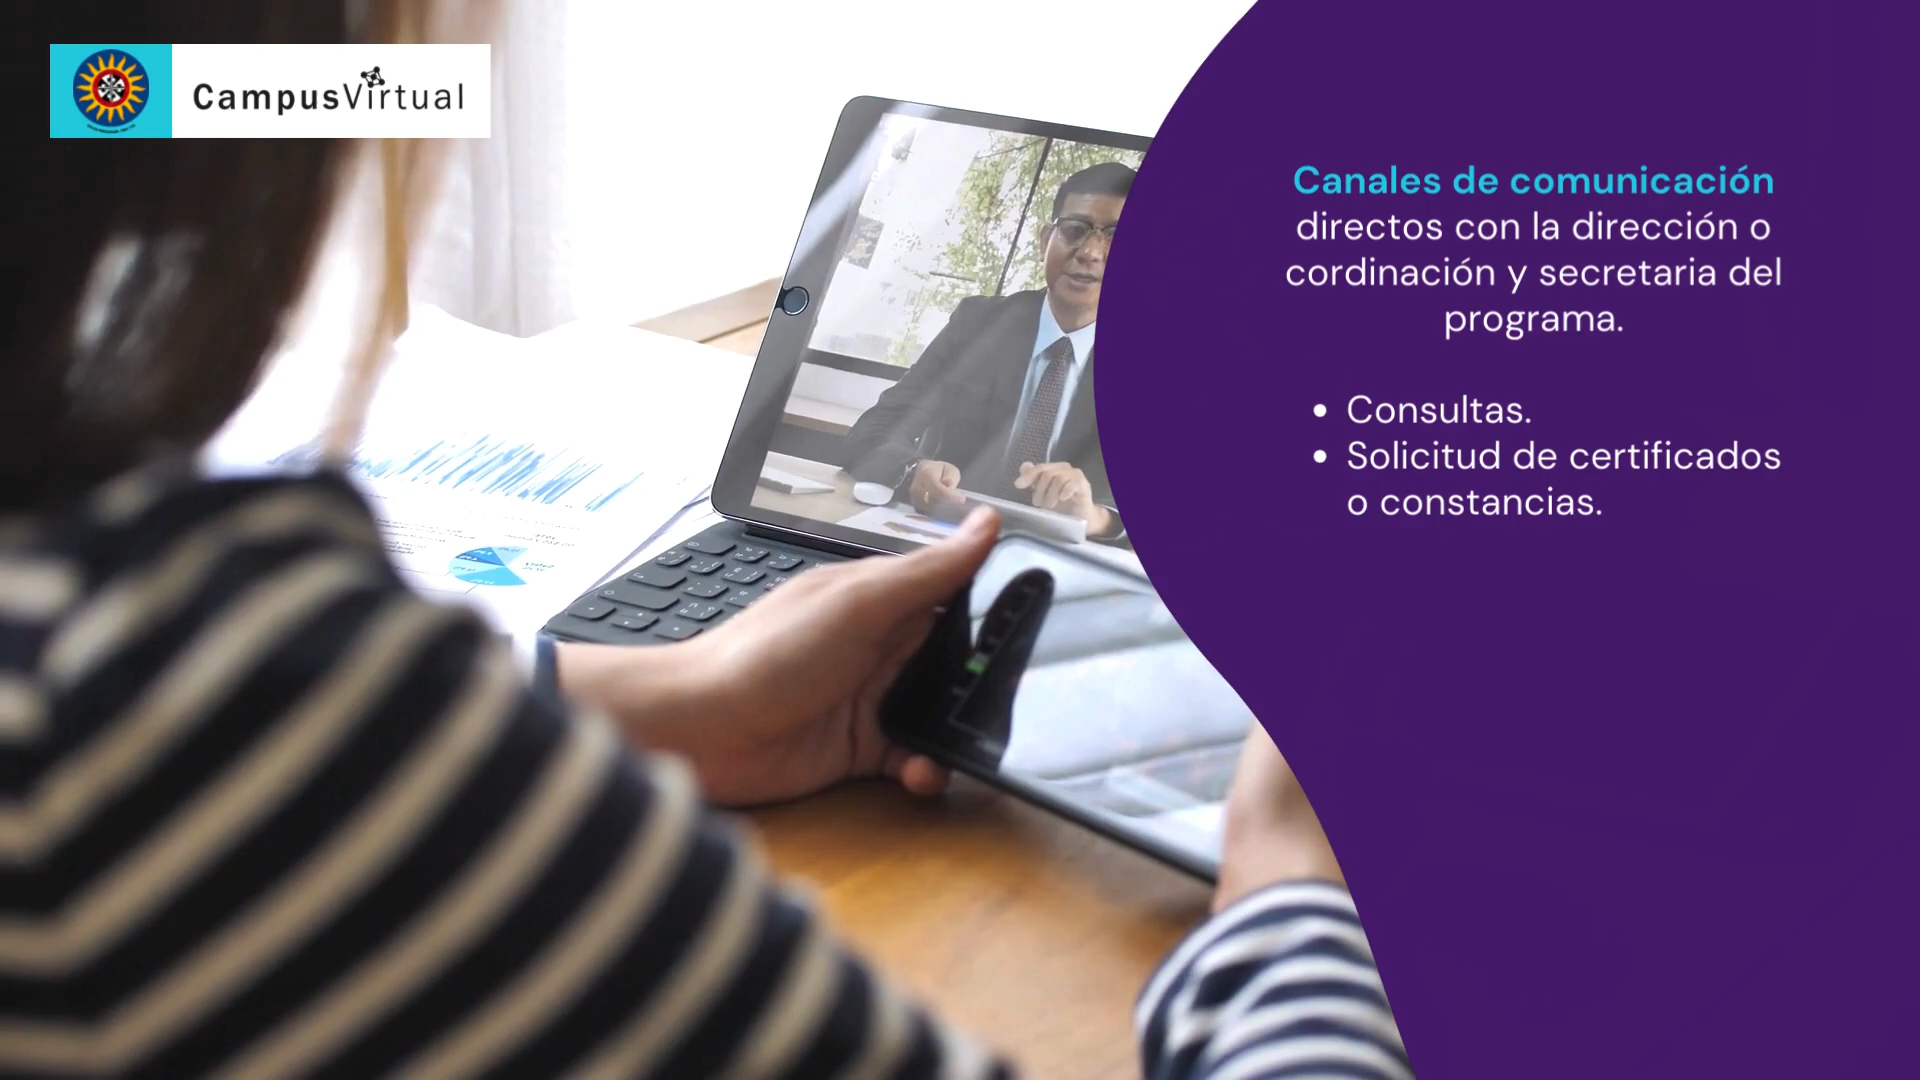 CampusVirtual
Canales de comunicación
directos con la dirección o
cordinación y secretaria del
programa.
Consultas.
Solicitud de certificados
o constancias.